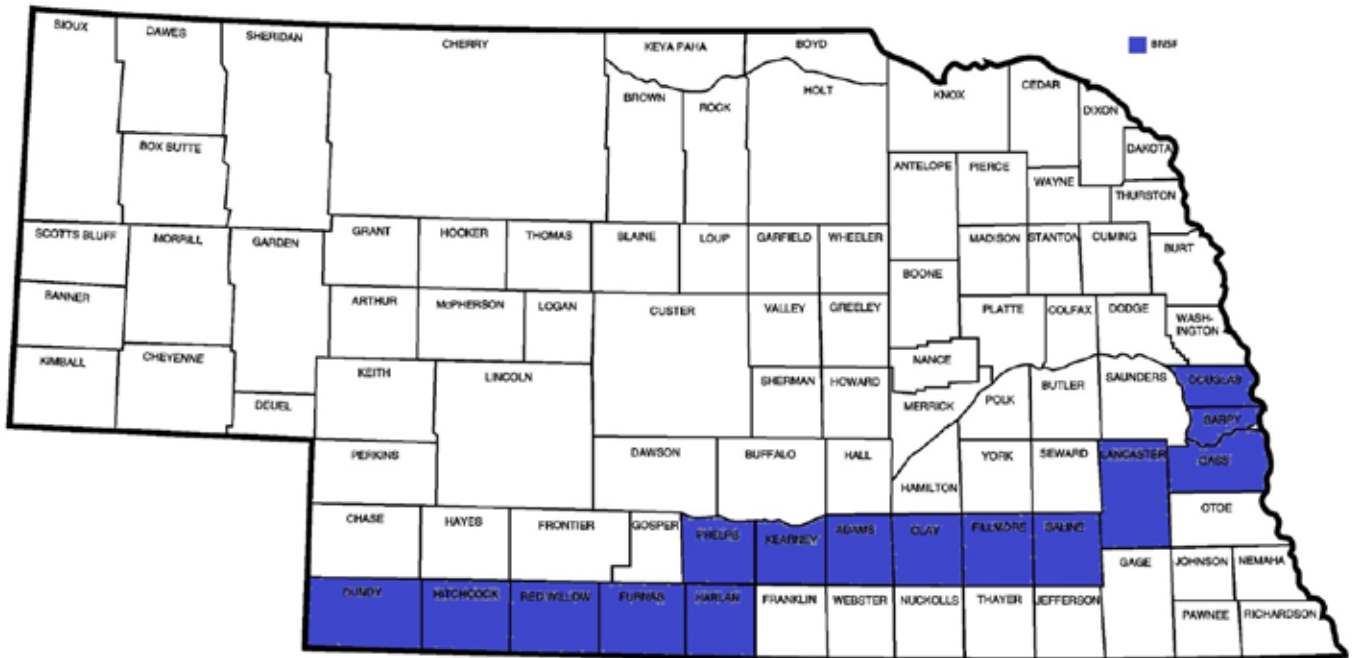 SIOUX
DAWES
SHERIDAN
CHERRY
KEYA PAHA
BOYD
BNSF
BROWN
ROCK
HOLT
KNOX
CEDAR
DIXON
DAKOTA
BOX BUTTE
ANTELOPE
PIERCE
WAYNE
THURSTON
SCOTTS BLUFF
MORRILL
GARDEN
GRANT
HOOKER
THOMAS
BLAINE
LOUP
GARFIELD
WHEELER
MADISON
STANTON
CUMING
BURT
BOONE
BANNER
ARTHUR
McPHERSON
LOGAN
CUSTER
VALLEY
GREELEY
PLATTE
COLFAX
DODGE
WASH-
INGTON
KIMBALL
CHEYENNE
KEITH
LINCOLN
NANCE
SHERMAN
HOWARD
MERRICK
POLK
BUTLER
SAUNDERS
DOUGLAS
DEUEL
SARPY
PERKINS
DAWSON
BUFFALO
HALL
HAMILTON
YORK
SEWARD
LANCASTER
CASS
CHASE
HAYES
FRONTIER
GOSPER
PHELPS
KEARNEY
ADAMS
CLAY
FILLMORE
SALINE
OTOE
GAGE
JOHNSON
NEMAHA
DUNDY
HITCHCOCK
RED WILLOW
FURNAS
HARLAN
FRANKLIN
WEBSTER
NUCKOLLS
THAYER
JEFFERSON
PAWNEE
RICHARDSON